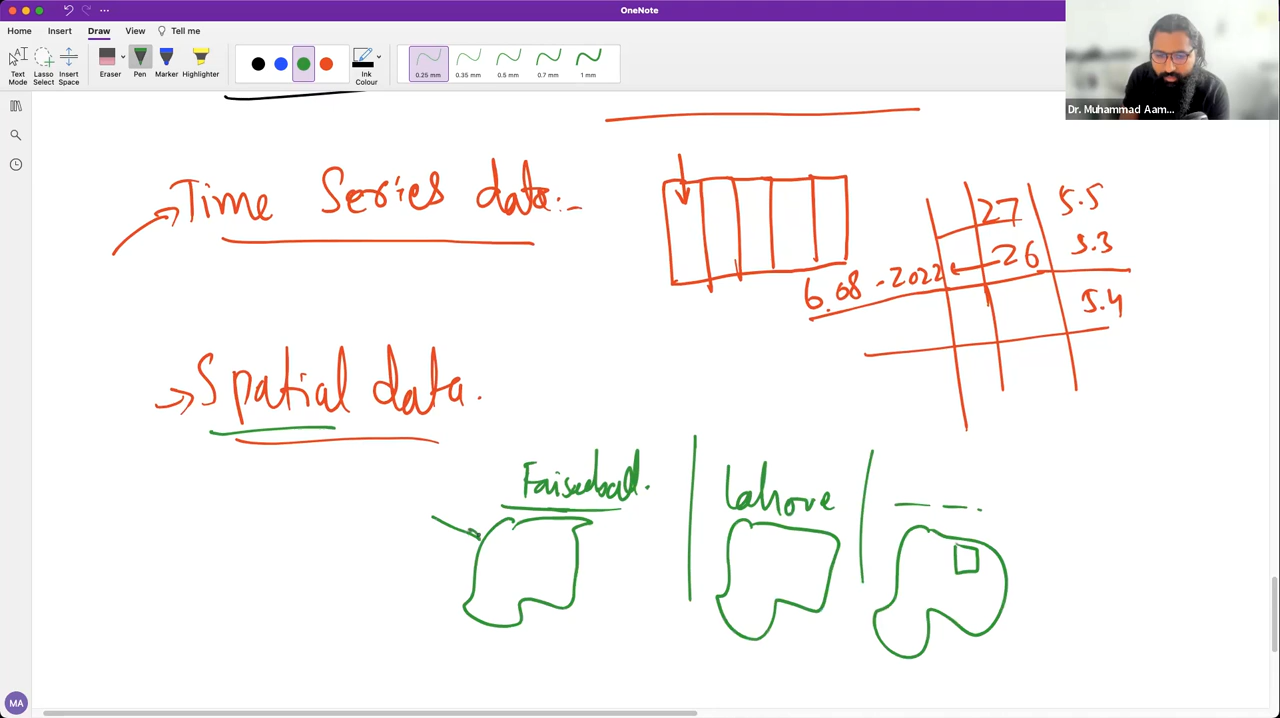 OneNote
Home Insert Draw View Tell me
Text Mode
Lasso Select
Insert Space
Eraser
Pen
Marker
Highlighter
Ink Colour
0.25 mm
0.35 mm
0.5 mm
0.7 mm
1 mm
Dr. Muhammad Aam...
Time Series data:-
27 5.5
26 5.3
6.08-2022
5.4
Spatial data.
Faisabad.
Lahore
MA